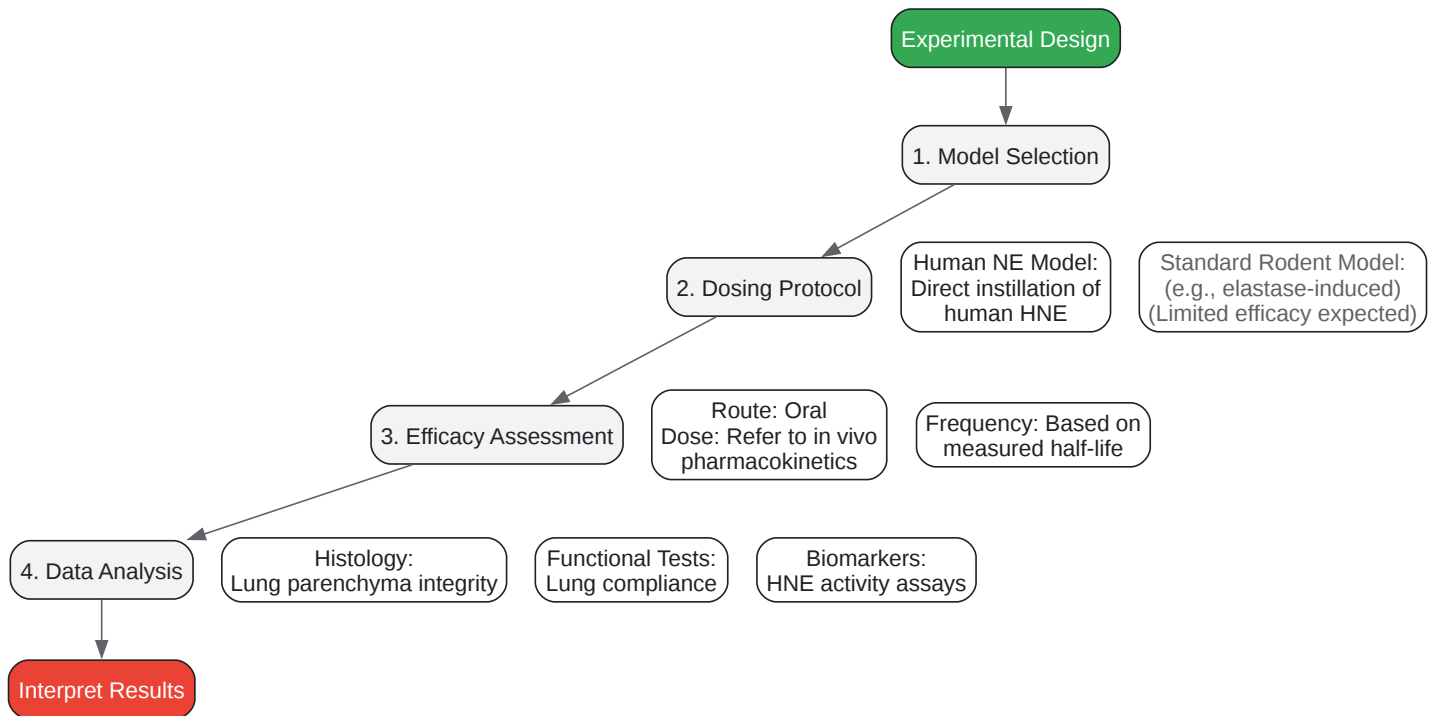 Experimental Design
1. Model Selection
2. Dosing Protocol
Human NE Model:
Direct instillation of
human HNE
Standard Rodent Model:
(e.g., elastase-induced)
(Limited efficacy expected)
3. Efficacy Assessment
Route: Oral
Dose: Refer to in vivo
pharmacokinetics
Frequency: Based on
measured half-life
4. Data Analysis
Histology:
Lung parenchyma integrity
Functional Tests:
Lung compliance
Biomarkers:
HNE activity assays
Interpret Results